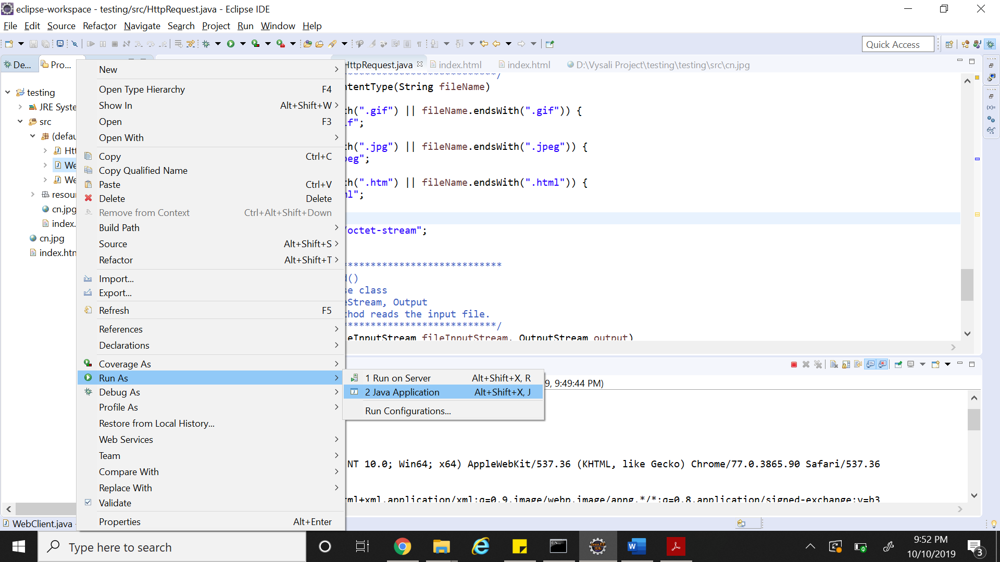 eclipse-workspace - testing/src/HttpRequest.java - Eclipse IDE
File Edit Source Refactor Navigate Search Project Run Window Help
Quick Access
De... Pro...
HttpRequest.java index.html index.html D:\Vysali Project\testing\testing\src\cn.jpg
testing
JRE Syste
src
(defau
Htt
We
We
resour
cn.jpg
index.
cn.jpg
index.htm
New
Open Type Hierarchy F4
Show In Alt+Shift+W
Open F3
Open With
Copy Ctrl+C
Copy Qualified Name
Paste Ctrl+V
Delete Delete
Remove from Context Ctrl+Alt+Shift+Down
Build Path
Source Alt+Shift+S
Refactor Alt+Shift+T
Import...
Export...
Refresh F5
References
Declarations
Coverage As
Run As
Debug As
Profile As
Restore from Local History...
Web Services
Team
Compare With
Replace With
Validate
Properties Alt+Enter
1 Run on Server Alt+Shift+X, R
2 Java Application Alt+Shift+X, J
Run Configurations...
**************************/
ntentType(String fileName)
th(".gif") || fileName.endsWith(".gif")) {
if";
th(".jpg") || fileName.endsWith(".jpeg")) {
peg";
th(".htm") || fileName.endsWith(".html")) {
ml";
/octet-stream";
***************************
d()
se class
eStream, Output
thod reads the input file.
**************************/
eInputStream fileInputStream, OutputStream output)
9, 9:49:44 PM)
NT 10.0; Win64; x64) AppleWebKit/537.36 (KHTML, like Gecko) Chrome/77.0.3865.90 Safari/537.36
ml+xml,application/xml;q=0.9,image/webp,image/apng,*/*;q=0.8,application/signed-exchange;v=b3
WebClient.java -
Type here to search
9:52 PM
10/10/2019
3